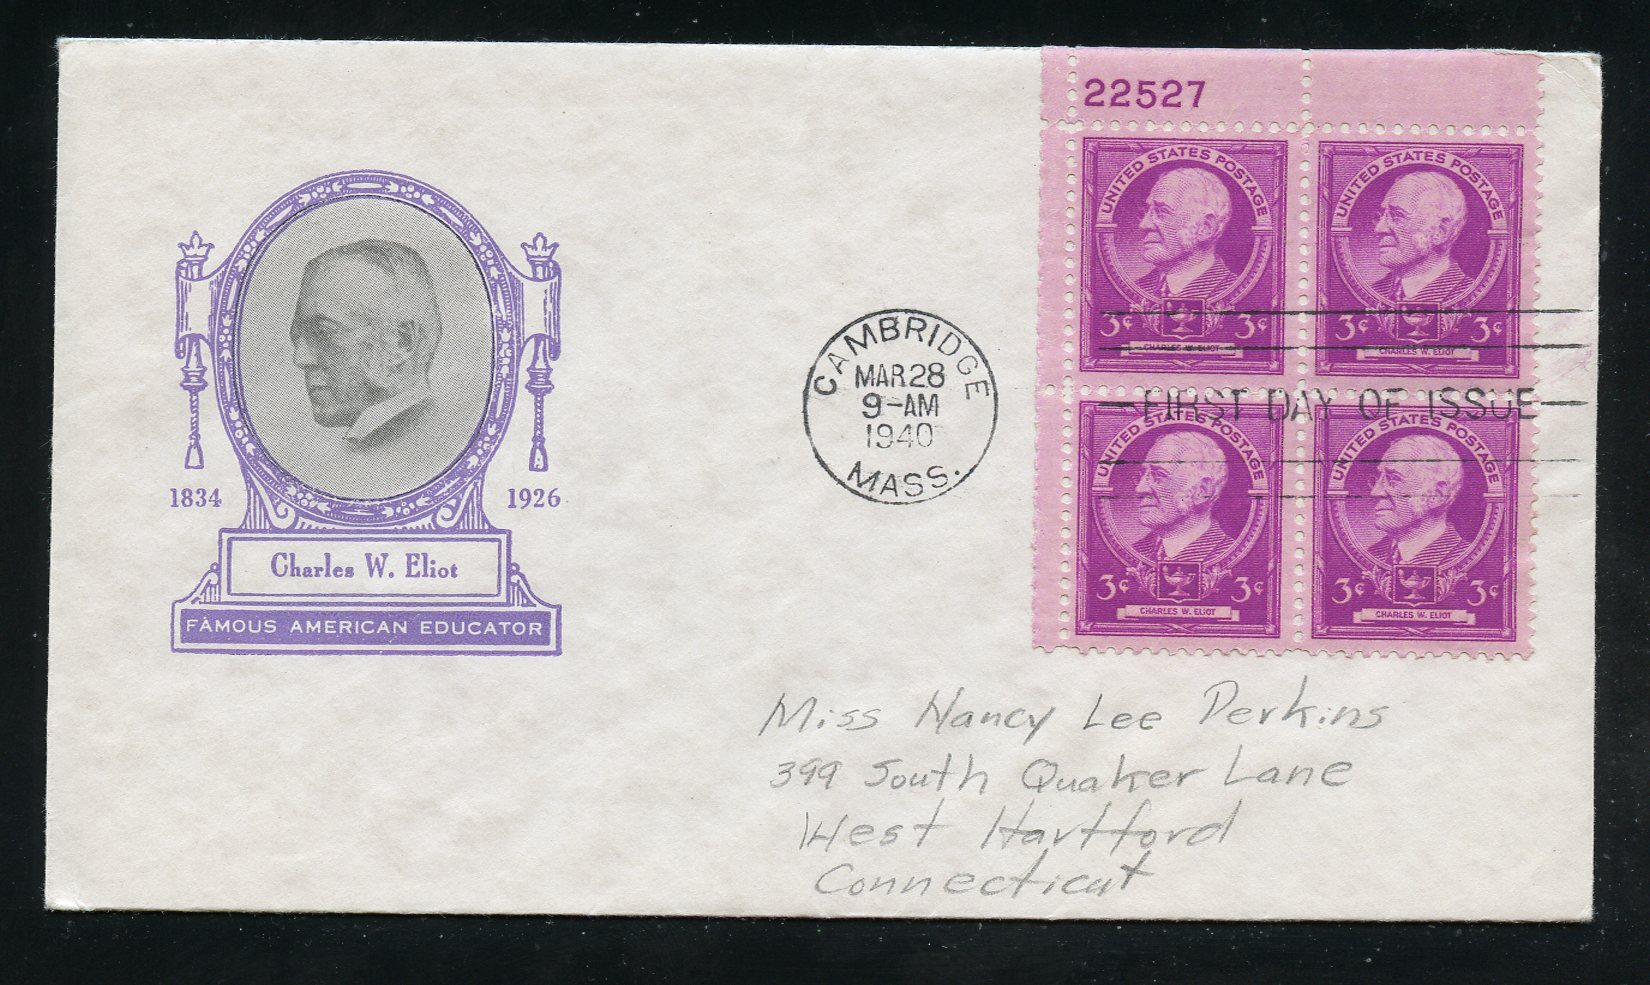 22527
UNITED STATES POSTAGE
3¢ 3¢
CHARLES W. ELIOT
UNITED STATES POSTAGE
3¢ 3¢
CHARLES W. ELIOT
UNITED STATES POSTAGE
3¢ 3¢
CHARLES W. ELIOT
UNITED STATES POSTAGE
3¢ 3¢
CHARLES W. ELIOT
CAMBRIDGE
MAR 28
9-AM
1940
MASS.
FIRST DAY OF ISSUE
1834 1926
Charles W. Eliot
FAMOUS AMERICAN EDUCATOR
Miss Nancy Lee Perkins
399 South Quaker Lane
West Hartford
Connecticut